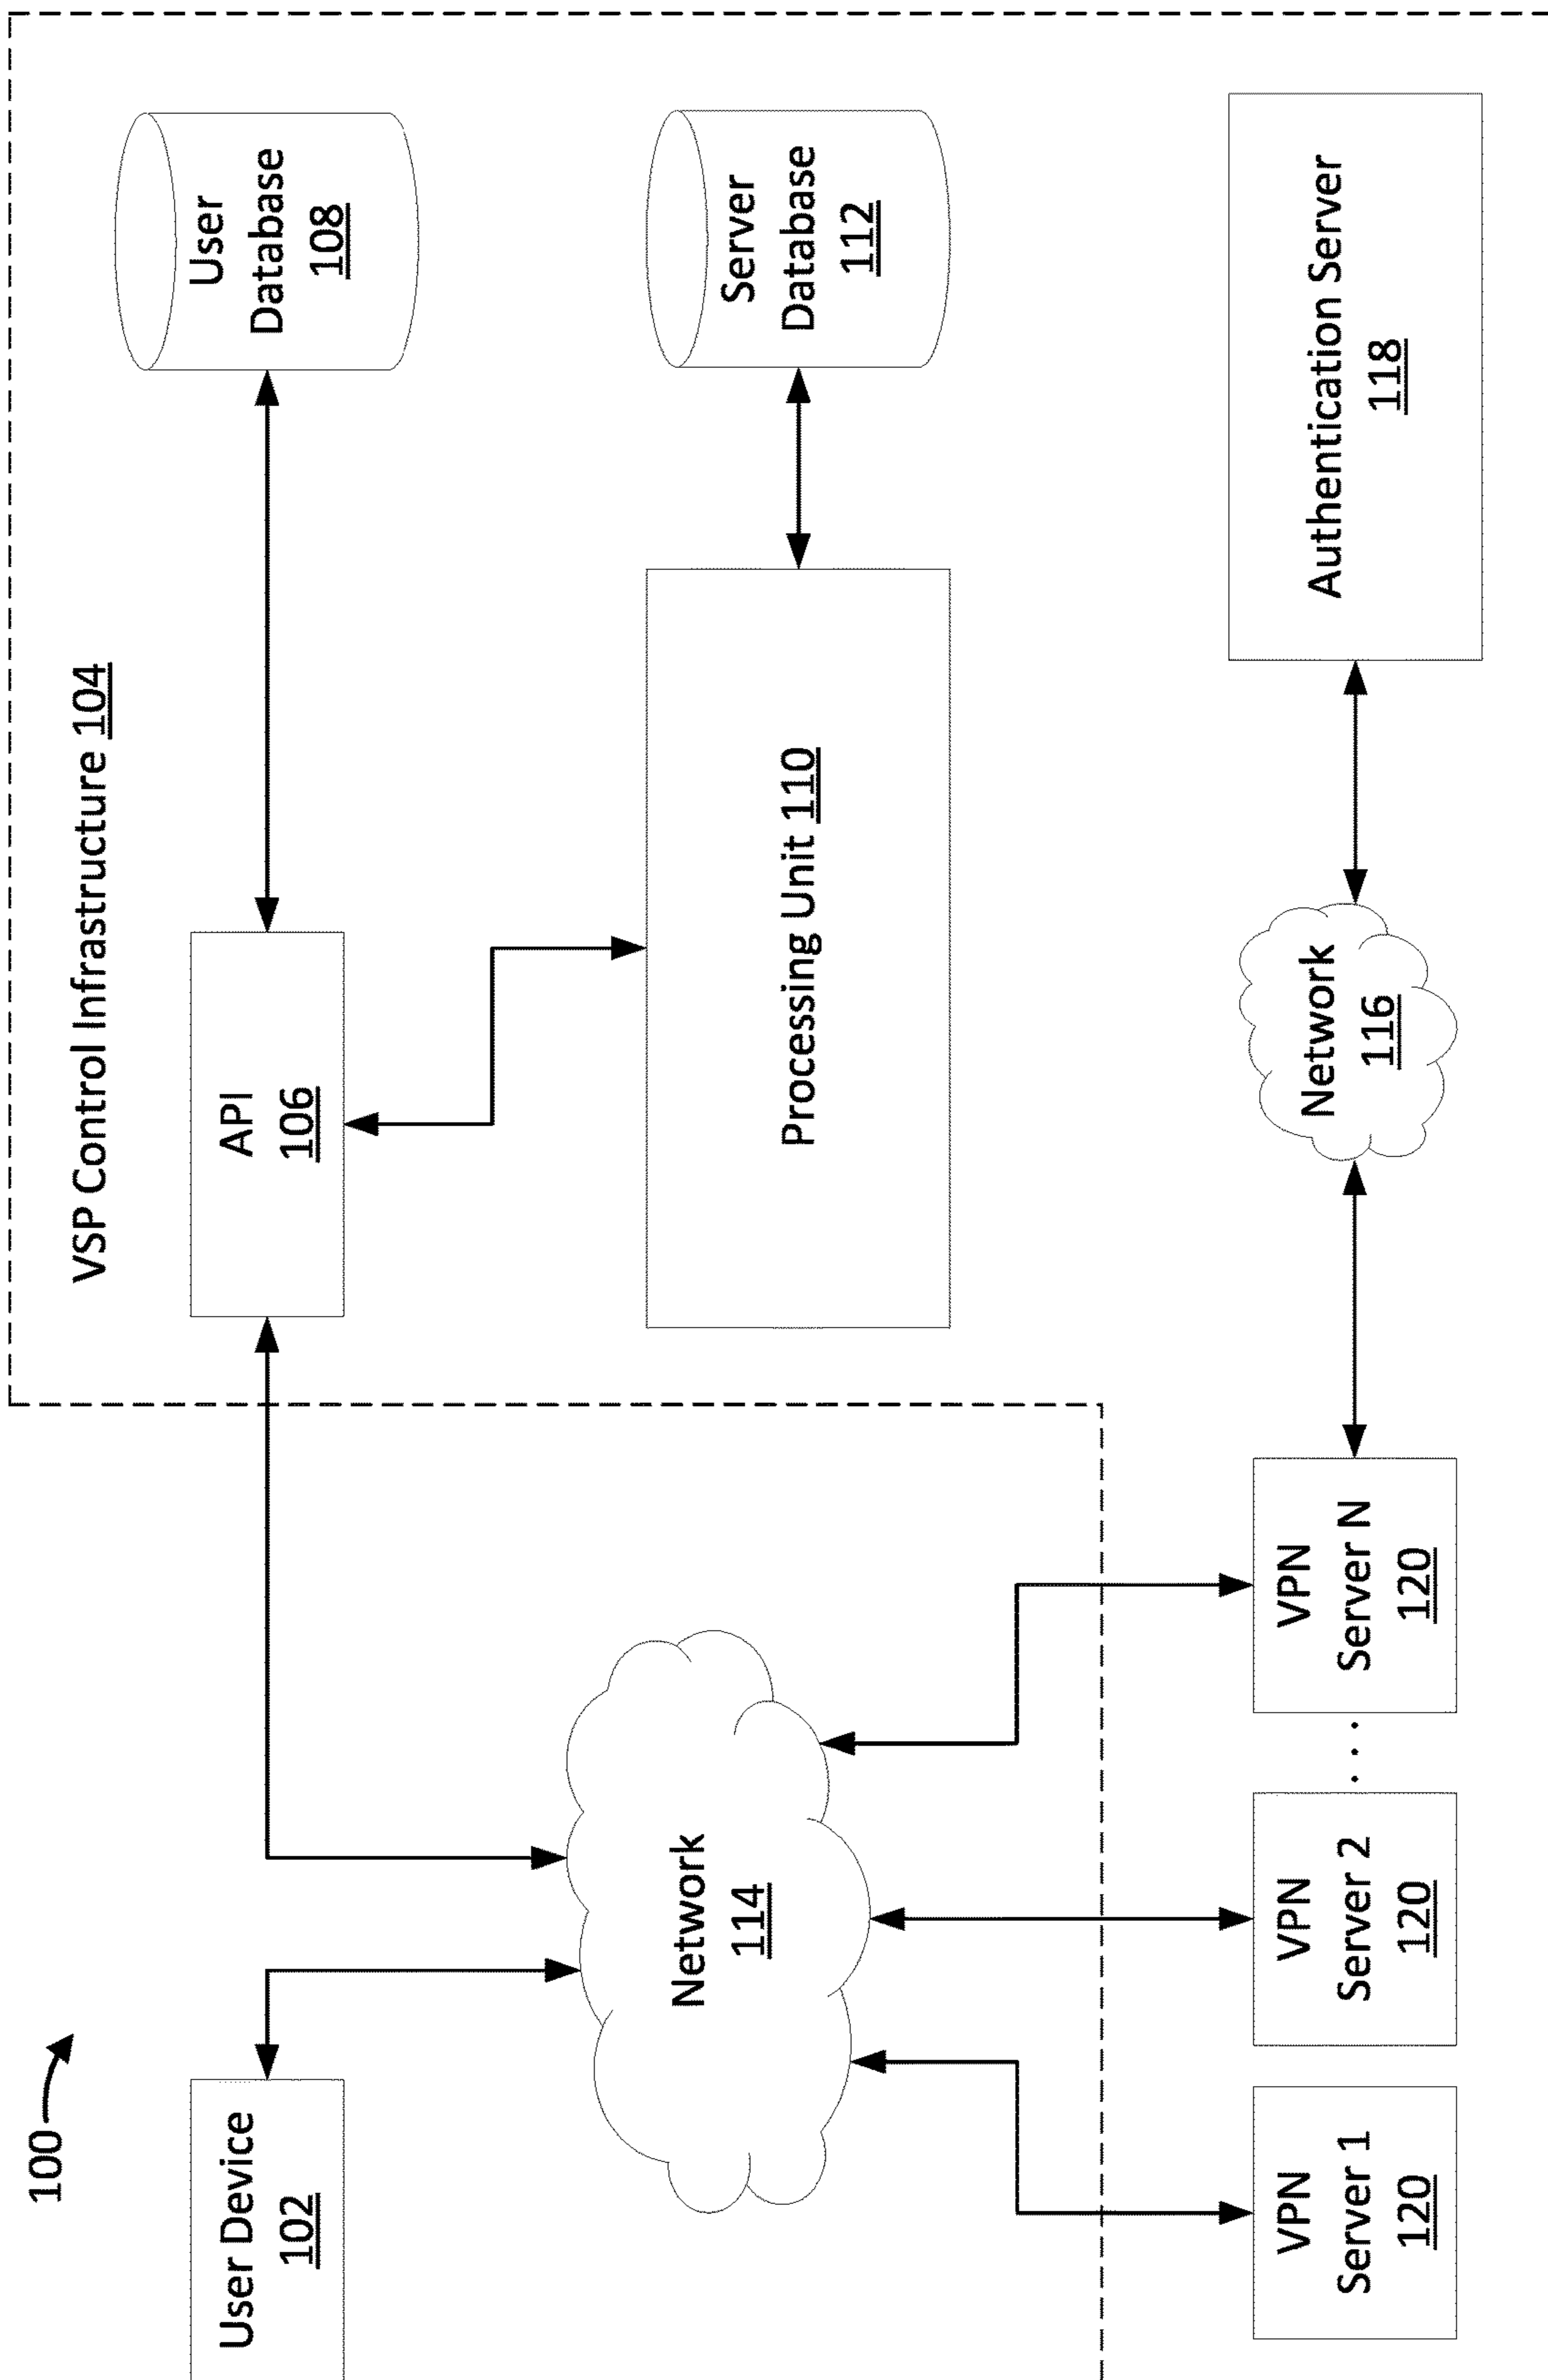 100
User Device
102
VSP Control Infrastructure 104
API
106
User
Database
108
Network
114
Processing Unit 110
Server
Database
112
VPN
Server 1
120
VPN
Server 2
120
. . .
VPN
Server N
120
Network
116
Authentication Server
118